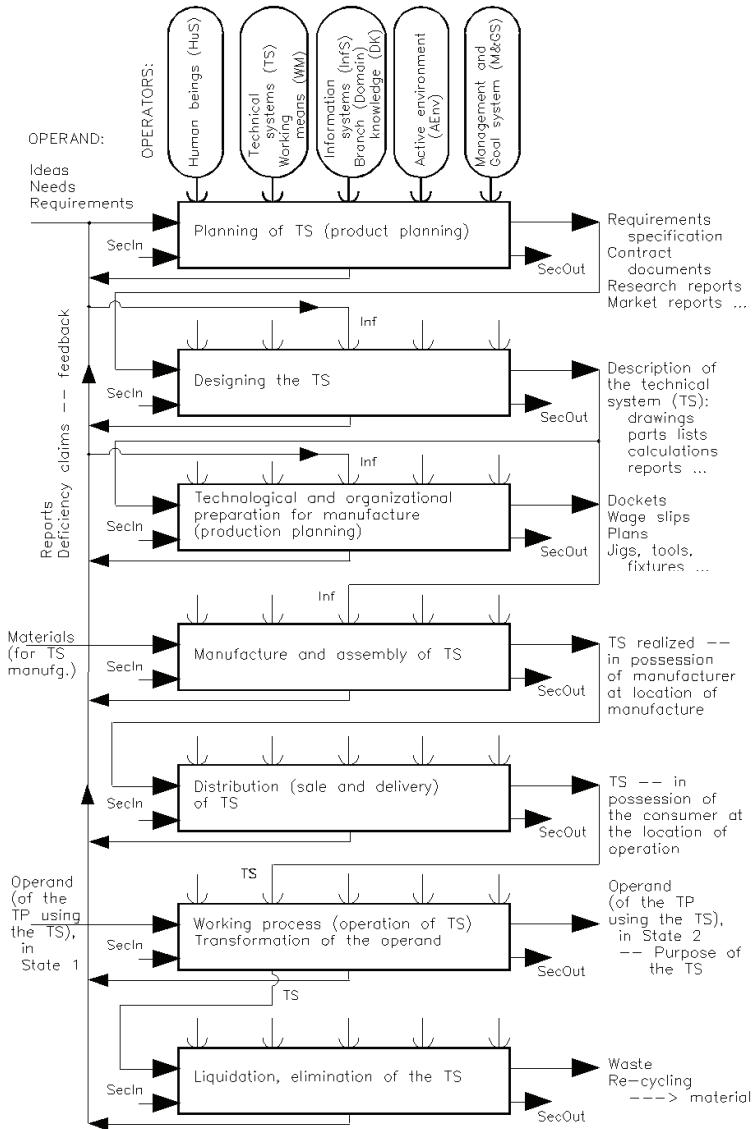 OPERATORS:
Human beings (HuS)
Technical
systems (TS)
Working
means (WM)
Information
systems (InfS)
Branch (Domain)
knowledge (DK)
Active environment
(AEnv)
Management and
Goal system (M&GS)
OPERAND:
Ideas
Needs
Requirements
Planning of TS (product planning)
SecIn
SecOut
Requirements
specification
Contract
documents
Research reports
Market reports ...
Inf
Reports
Deficiency claims -- feedback
Designing the TS
SecIn
SecOut
Description of
the technical
system (TS):
drawings
parts lists
calculations
reports ...
Inf
Technological and organizational
preparation for manufacture
(production planning)
SecIn
SecOut
Dockets
Wage slips
Plans
Jigs, tools,
fixtures ...
Inf
Materials
(for TS
manufg.)
Manufacture and assembly of TS
SecIn
SecOut
TS realized --
in possession
of manufacturer
at location of
manufacture
Distribution (sale and delivery)
of TS
SecIn
SecOut
TS -- in
possession of
the consumer at
the location of
operation
TS
Operand
(of the
TP using
the TS),
in
State 1
Working process (operation of TS)
Transformation of the operand
SecIn
SecOut
Operand
(of the TP
using the TS),
in State 2
-- Purpose of
the TS
TS
Liquidation, elimination of the TS
SecIn
SecOut
Waste
Re-cycling
---> material